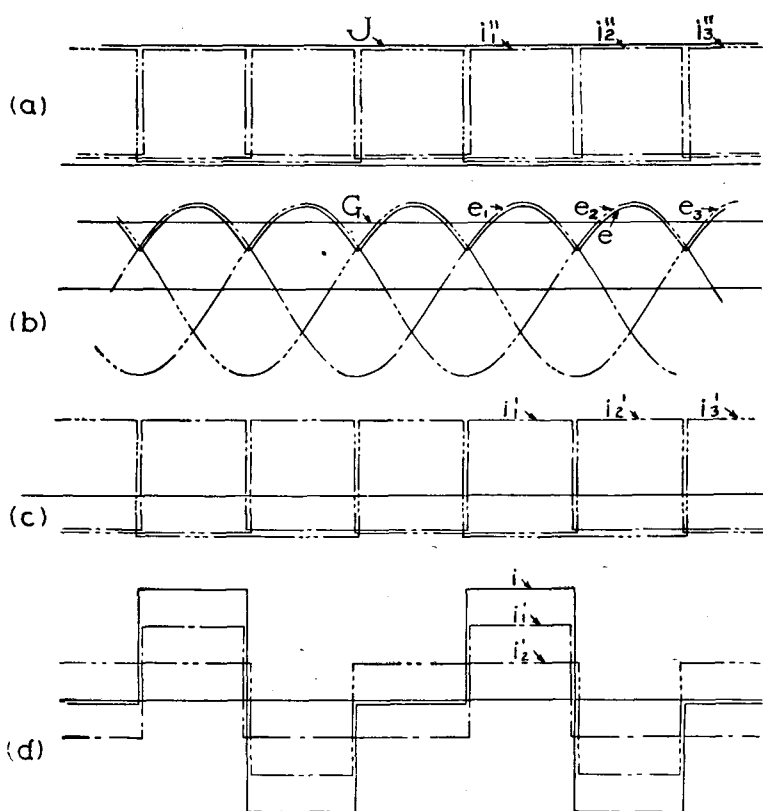 J i₁'' i₂'' i₃''
(a)
G e₁ e₂ e e₃
(b)
i₁' i₂' i₃'
(c)
i
i₁'
i₂'
(d)